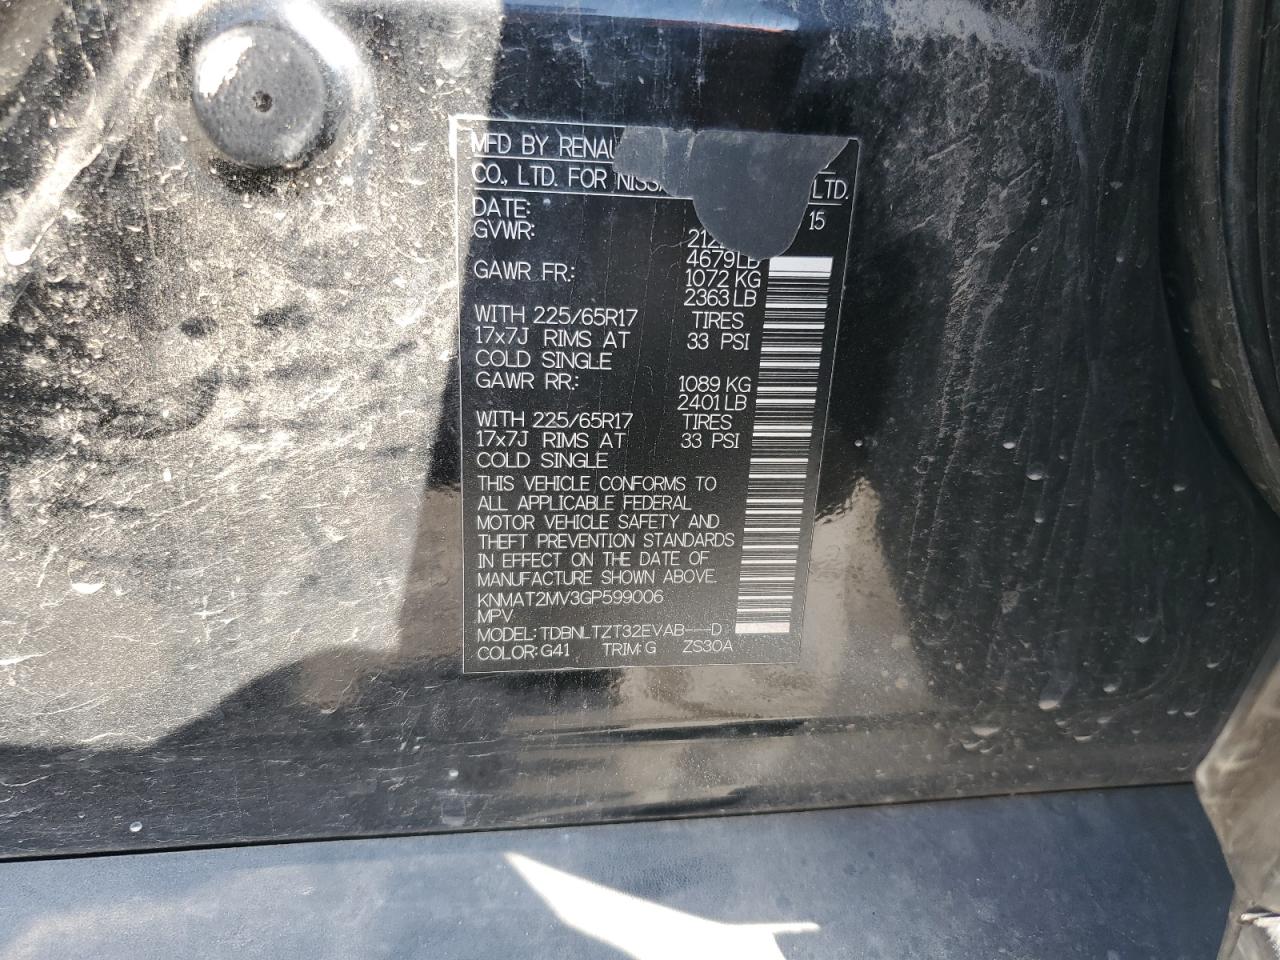 MFD BY RENAU
CO., LTD. FOR NISS LTD.
DATE: 15
GVWR: 212
4679LB
GAWR FR: 1072 KG
2363 LB
WITH 225/65R17 TIRES
17x7J RIMS AT 33 PSI
COLD SINGLE
GAWR RR: 1089 KG
2401 LB
WITH 225/65R17 TIRES
17x7J RIMS AT 33 PSI
COLD SINGLE
THIS VEHICLE CONFORMS TO
ALL APPLICABLE FEDERAL
MOTOR VEHICLE SAFETY AND
THEFT PREVENTION STANDARDS
IN EFFECT ON THE DATE OF
MANUFACTURE SHOWN ABOVE.
KNMAT2MV3GP599006
MPV
MODEL: TDBNLTZT32EVAB---D
COLOR: G41 TRIM: G ZS30A